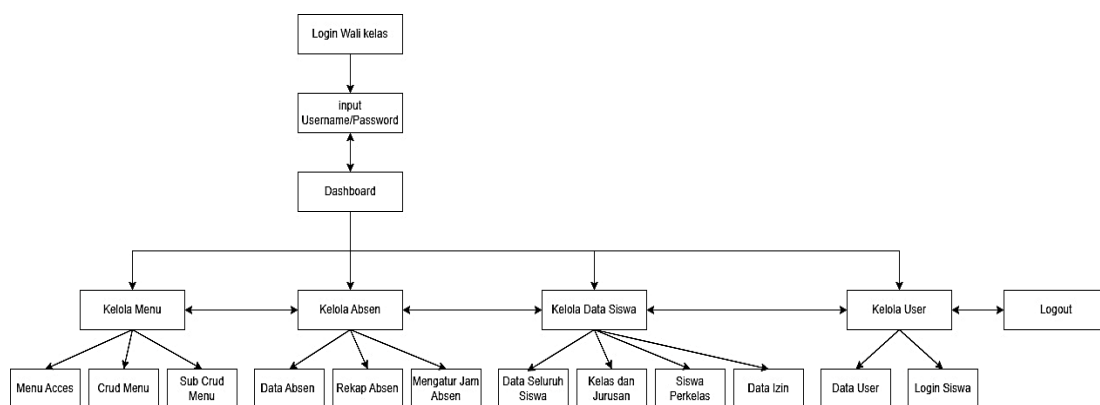 Login Wali kelas
input
Username/Password
Dashboard
Kelola Menu
Kelola Absen
Kelola Data Siswa
Kelola User
Logout
Menu Acces
Crud Menu
Sub Crud
Menu
Data Absen
Rekap Absen
Mengatur Jam
Absen
Data Seluruh
Siswa
Kelas dan
Jurusan
Siswa
Perkelas
Data Izin
Data User
Login Siswa